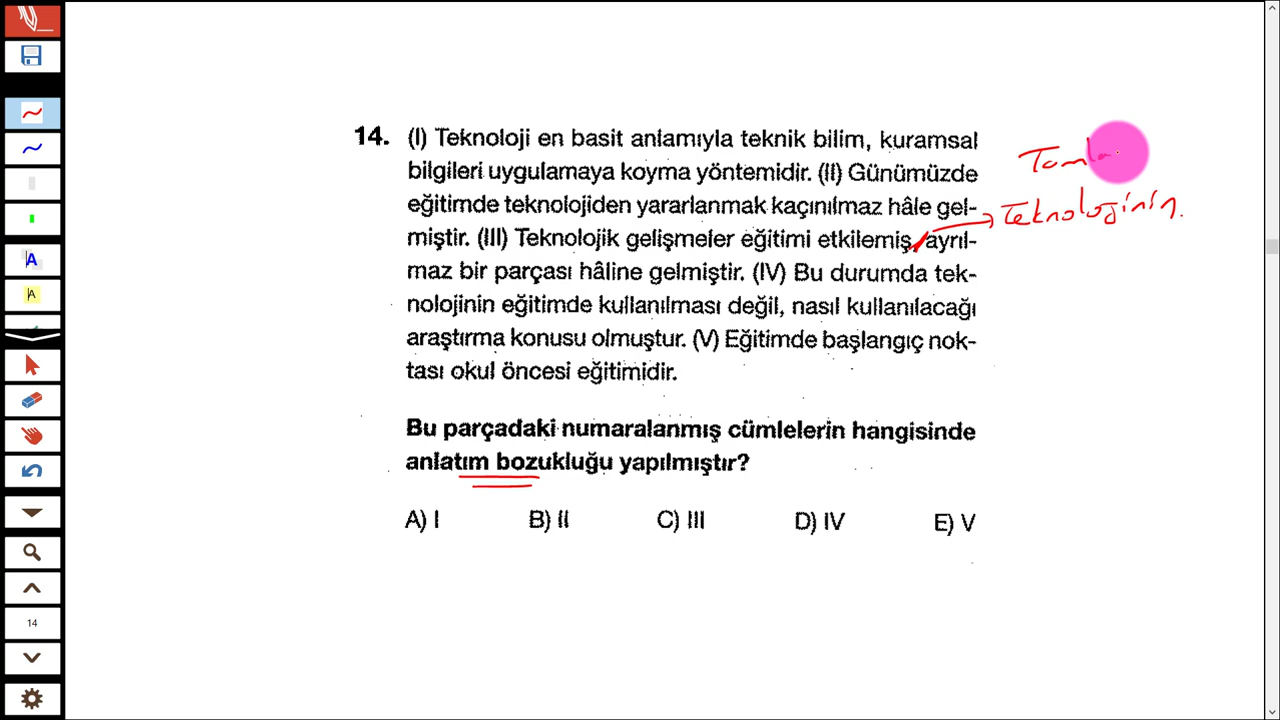 14. (I) Teknoloji en basit anlamıyla teknik bilim, kuramsal
bilgileri uygulamaya koyma yöntemidir. (II) Günümüzde
eğitimde teknolojiden yararlanmak kaçınılmaz hâle gel-
miştir. (III) Teknolojik gelişmeler eğitimi etkilemiş, ayrıl-
maz bir parçası hâline gelmiştir. (IV) Bu durumda tek-
nolojinin eğitimde kullanılması değil, nasıl kullanılacağı
araştırma konusu olmuştur. (V) Eğitimde başlangıç nok-
tası okul öncesi eğitimidir.
Tamla
Teknolojinin.
Bu parçadaki numaralanmış cümlelerin hangisinde
anlatım bozukluğu yapılmıştır?
A) I B) II C) III D) IV E) V
A
A
14